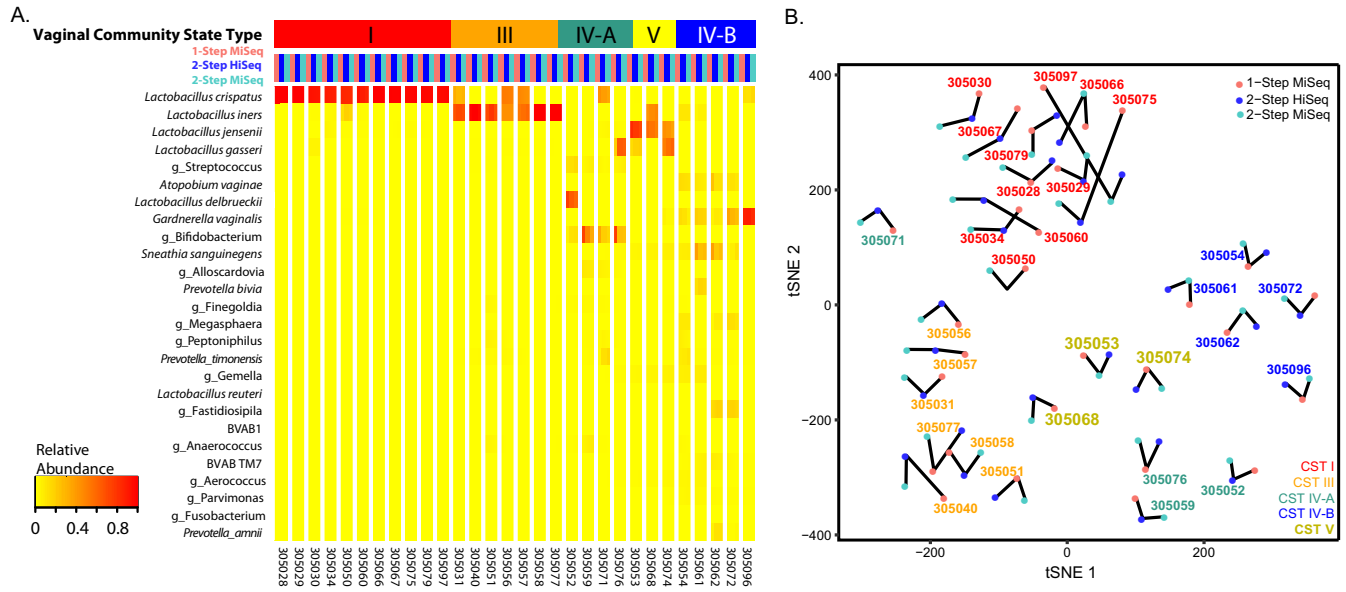 A.
Vaginal Community State Type
I III IV-A V IV-B
1-Step MiSeq
2-Step HiSeq
2-Step MiSeq
Lactobacillus crispatus
Lactobacillus iners
Lactobacillus jensenii
Lactobacillus gasseri
g_Streptococcus
Atopobium vaginae
Lactobacillus delbrueckii
Gardnerella vaginalis
g_Bifidobacterium
Sneathia sanguinegens
g_Alloscardovia
Prevotella bivia
g_Finegoldia
g_Megasphaera
g_Peptoniphilus
Prevotella_timonensis
g_Gemella
Lactobacillus reuteri
g_Fastidiosipila
BVAB1
g_Anaerococcus
BVAB TM7
g_Aerococcus
g_Parvimonas
g_Fusobacterium
Prevotella_amnii
Relative
Abundance
0 0.4 0.8
305028 305029 305030 305034 305050 305060 305066 305067 305075 305079 305097 305031 305040 305051 305056 305057 305058 305077 305052 305059 305071 305076 305053 305068 305074 305054 305061 305062 305072 305096
B.
tSNE 2
400
200
0
−200
−400
−200 0 200
tSNE 1
1−Step MiSeq
2−Step HiSeq
2−Step MiSeq
305030
305097
305066
305075
305067
305079
305028
305029
305034
305060
305050
305071
305054
305061
305072
305062
305096
305056
305057
305031
305053
305074
305068
305077
305058
305051
305040
305076
305052
305059
CST I
CST III
CST IV-A
CST IV-B
CST V